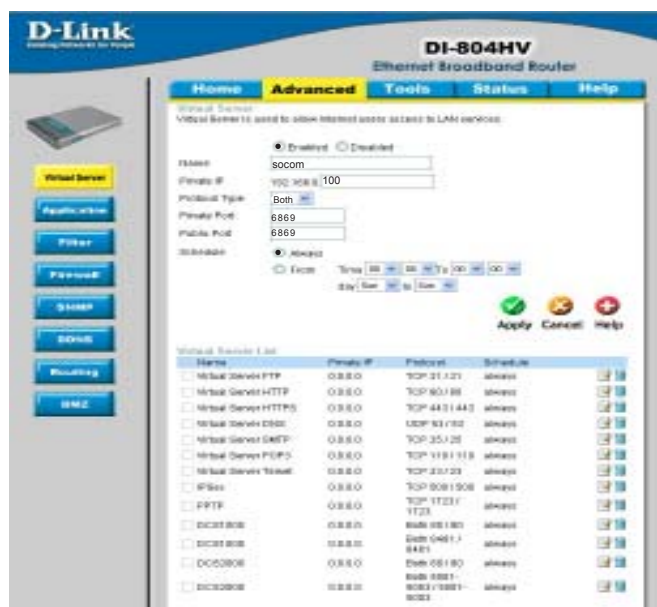 D-Link
Building Networks for People
DI-804HV
Ethernet Broadband Router
Home Advanced Tools Status Help
Virtual Server
Virtual Server is used to allow Internet users access to LAN services.
Enabled Disabled
Name socom
Private IP 192.168.0.100
Protocol Type Both
Private Port 6869
Public Port 6869
Schedule Always
From Time 00 00 To 00 00
day Sun to Sun
Apply Cancel Help
Virtual Server
Application
Filter
Firewall
SNMP
DDNS
Routing
DMZ
Virtual Server List
Name Private IP Protocol Schedule
Virtual Server FTP 0.0.0.0 TCP 21 / 21 always
Virtual Server HTTP 0.0.0.0 TCP 80 / 80 always
Virtual Server HTTPS 0.0.0.0 TCP 443 / 443 always
Virtual Server DNS 0.0.0.0 UDP 53 / 53 always
Virtual Server SMTP 0.0.0.0 TCP 25 / 25 always
Virtual Server POP3 0.0.0.0 TCP 110 / 110 always
Virtual Server Telnet 0.0.0.0 TCP 23 / 23 always
IPSec 0.0.0.0 always
PPTP 0.0.0.0 TCP 1723 / 1723 always
0.0.0.0 always
0.0.0.0 always
0.0.0.0 always
0.0.0.0 always